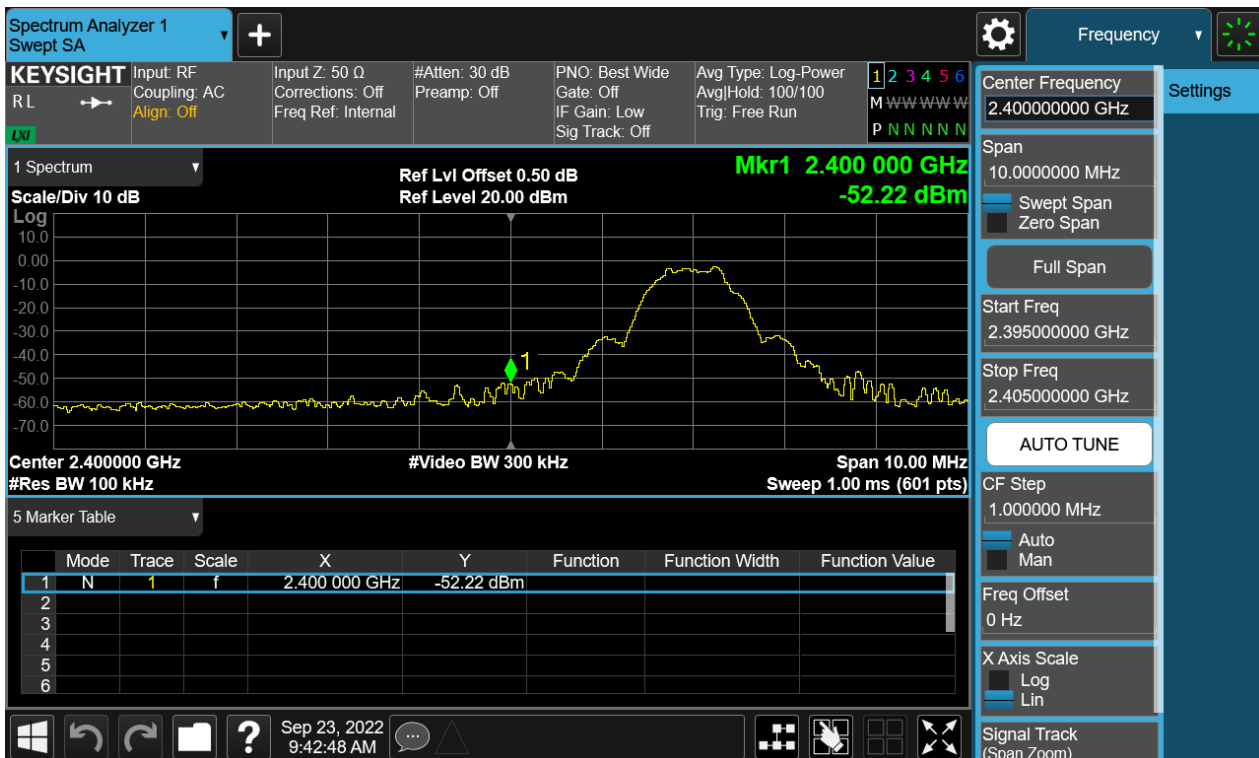 Spectrum Analyzer 1
Swept SA
Frequency
KEYSIGHT
R L
LXI
Input: RF
Coupling: AC
Align: Off
Input Z: 50 Ω
Corrections: Off
Freq Ref: Internal
#Atten: 30 dB
Preamp: Off
PNO: Best Wide
Gate: Off
IF Gain: Low
Sig Track: Off
Avg Type: Log-Power
Avg|Hold: 100/100
Trig: Free Run
1 2 3 4 5 6
M W W W W W
P N N N N N
1 Spectrum
Scale/Div 10 dB
Ref Lvl Offset 0.50 dB
Ref Level 20.00 dBm
Mkr1 2.400 000 GHz
-52.22 dBm
Log
10.0
0.00
-10.0
-20.0
-30.0
-40.0
-50.0
-60.0
-70.0
1
Center 2.400000 GHz
#Res BW 100 kHz
#Video BW 300 kHz
Span 10.00 MHz
Sweep 1.00 ms (601 pts)
5 Marker Table
Mode Trace Scale X Y Function Function Width Function Value
1 N 1 f 2.400 000 GHz -52.22 dBm
2
3
4
5
6
Sep 23, 2022
9:42:48 AM
Center Frequency
2.400000000 GHz
Settings
Span
10.0000000 MHz
Swept Span
Zero Span
Full Span
Start Freq
2.395000000 GHz
Stop Freq
2.405000000 GHz
AUTO TUNE
CF Step
1.000000 MHz
Auto
Man
Freq Offset
0 Hz
X Axis Scale
Log
Lin
Signal Track
(Span Zoom)